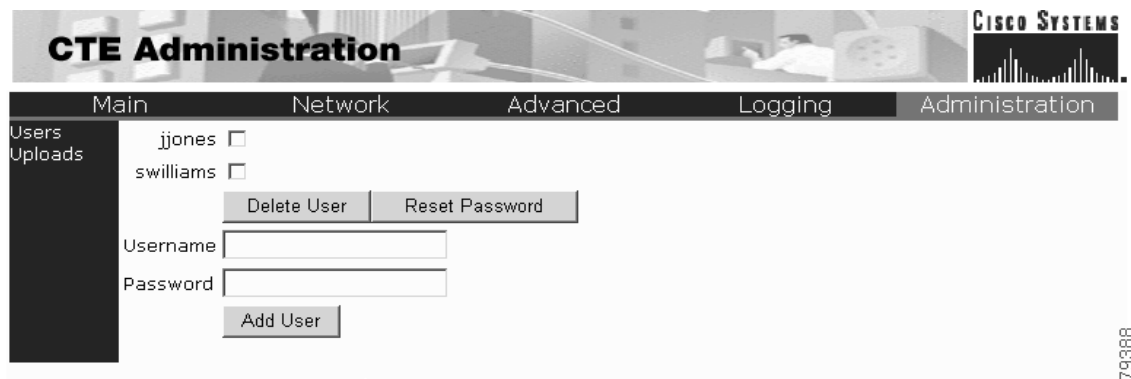 CTE Administration
CISCO SYSTEMS
Main Network Advanced Logging Administration
Users
Uploads
jjones
swilliams
Delete User Reset Password
Username
Password
Add User
79388